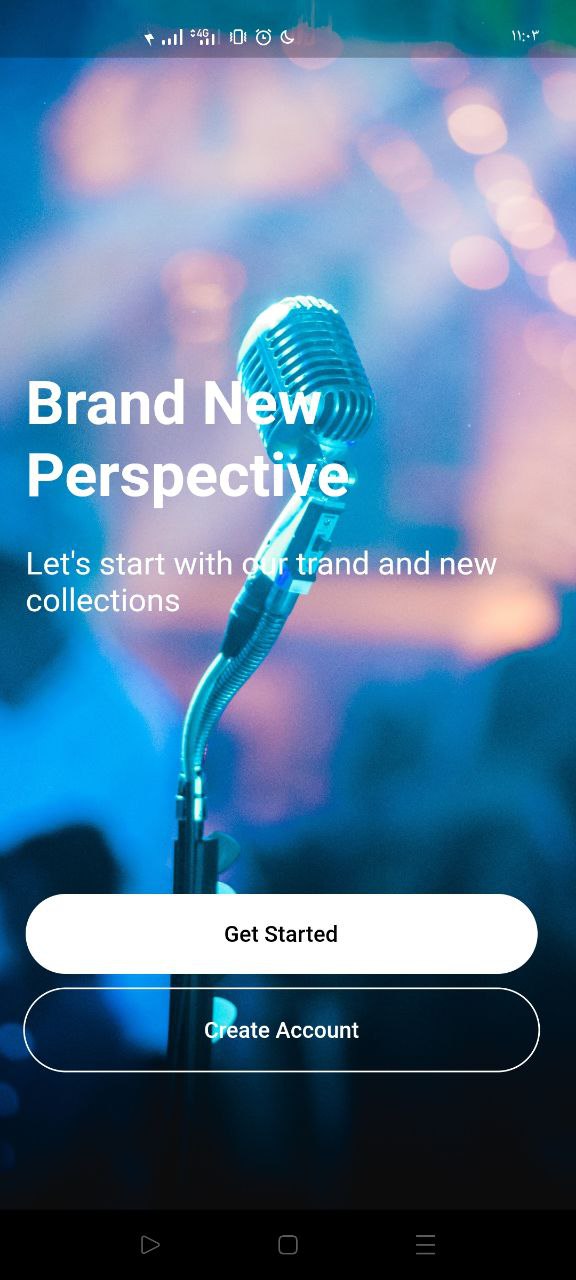 4G
١١:٠٣
Brand New
Perspective
Let's start with our trand and new
collections
Get Started
Create Account